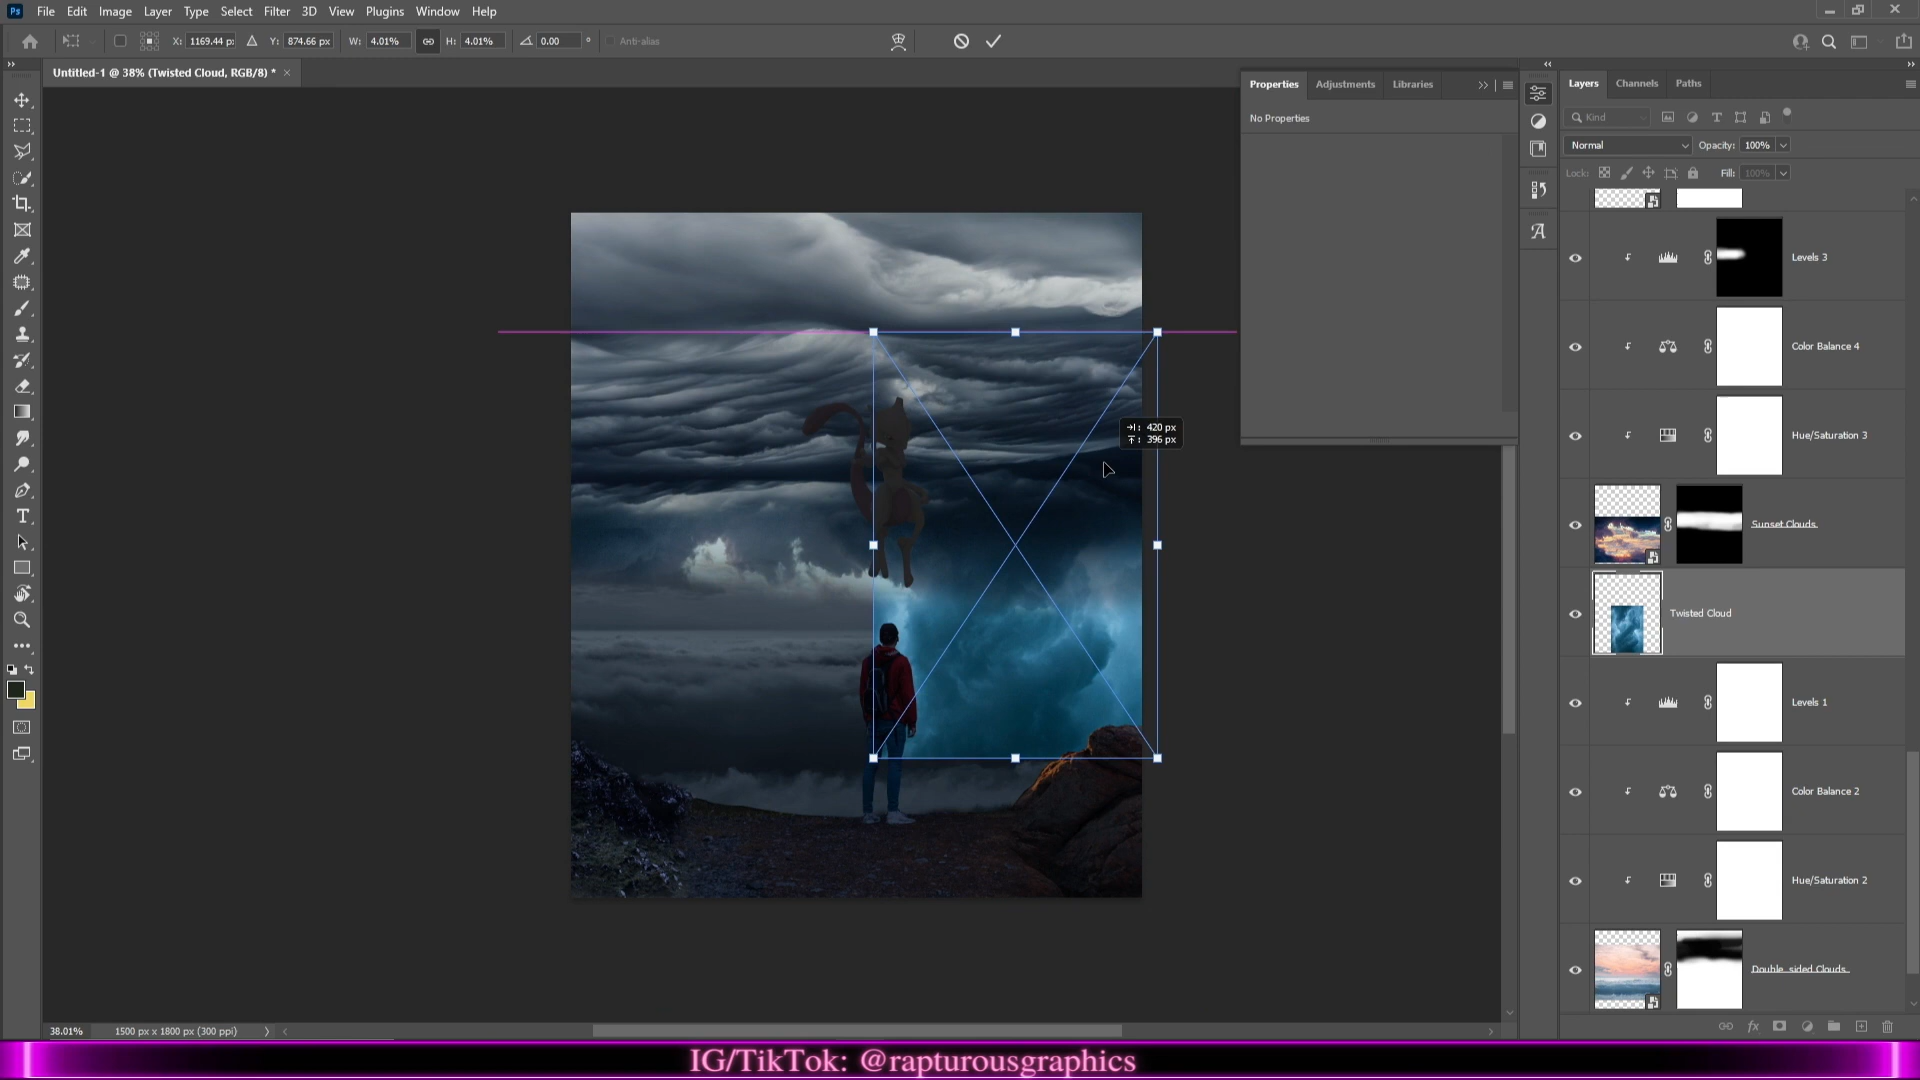 Ps File Edit Image Layer Type Select Filter 3D View Plugins Window Help
X: 1169.44 p: Y: 874.66 px W: 4.01% H: 4.01% 0.00 ° Anti-alias
Untitled-1 @ 38% (Twisted Cloud, RGB/8) * ×
Properties Adjustments Libraries
No Properties
Layers Channels Paths
Kind
Normal Opacity: 100%
Lock: Fill: 100%
Levels 3
Color Balance 4
Hue/Saturation 3
Sunset Clouds
Twisted Cloud
Levels 1
Color Balance 2
Hue/Saturation 2
Double_sided Clouds
420 px
396 px
38.01% 1500 px x 1800 px (300 ppi)
IG/TikTok: @rapturousgraphics